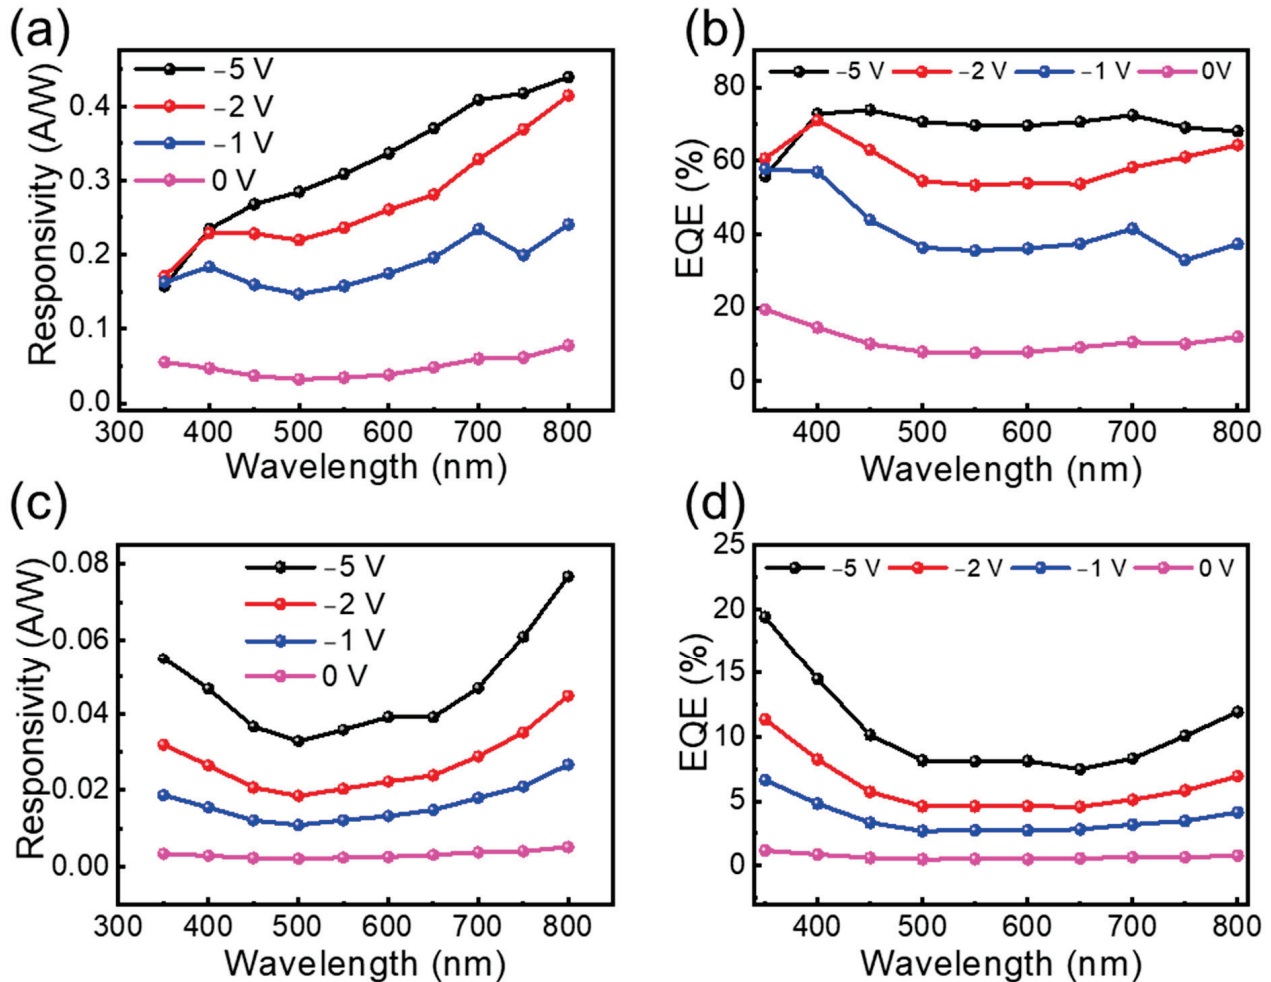 (a)
Responsivity (A/W)
0.4
0.3
0.2
0.1
0.0
−5 V
−2 V
−1 V
0 V
300 400 500 600 700 800
Wavelength (nm)
(b)
EQE (%)
80
60
40
20
0
−5 V −2 V −1 V 0V
400 500 600 700 800
Wavelength (nm)
(c)
Responsivity (A/W)
0.08
0.06
0.04
0.02
0.00
−5 V
−2 V
−1 V
0 V
300 400 500 600 700 800
Wavelength (nm)
(d)
EQE (%)
25
20
15
10
5
0
−5 V −2 V −1 V 0 V
400 500 600 700 800
Wavelength (nm)